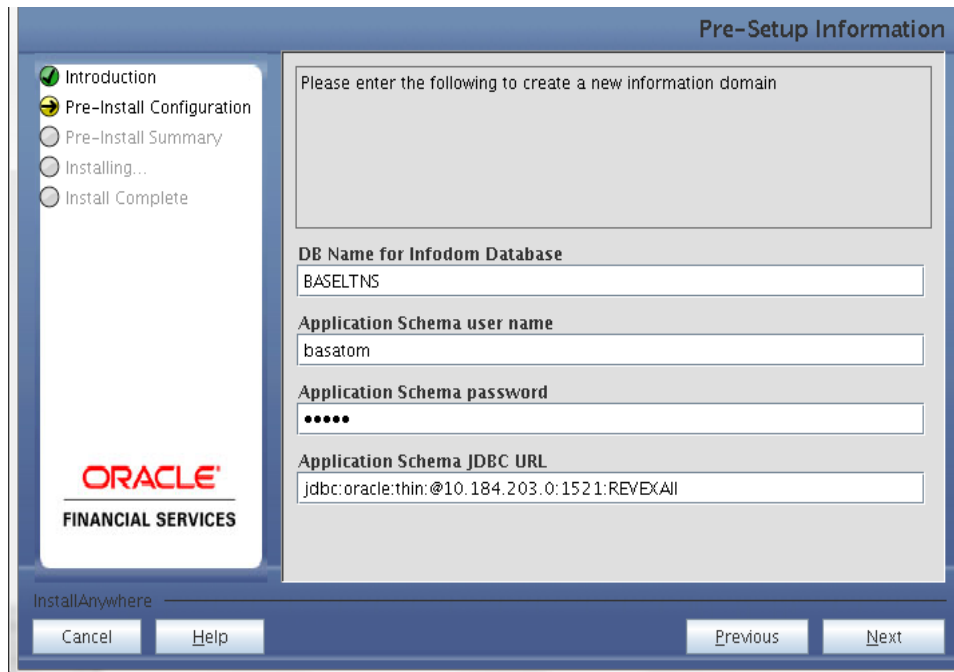 Pre-Setup Information
Introduction
Pre-Install Configuration
Pre-Install Summary
Installing...
Install Complete
ORACLE®
FINANCIAL SERVICES
Please enter the following to create a new information domain
DB Name for Infodom Database
BASELTNS
Application Schema user name
basatom
Application Schema password
•••••
Application Schema JDBC URL
jdbc:oracle:thin:@10.184.203.0:1521:REVEXAII
InstallAnywhere
Cancel
Help
Previous
Next